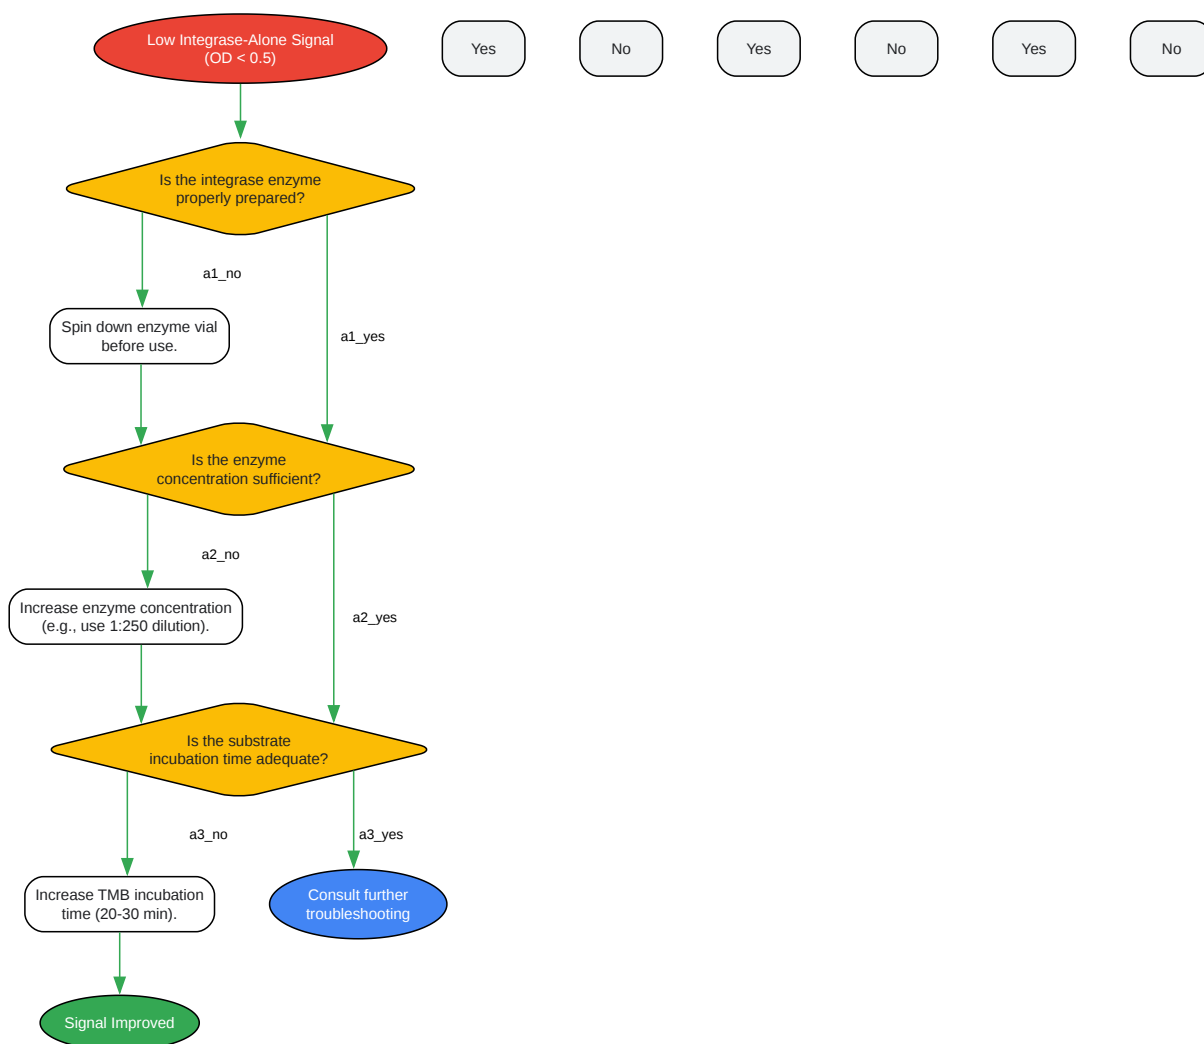 Low Integrase-Alone Signal
(OD < 0.5)
Yes
No
Yes
No
Yes
No
Is the integrase enzyme
properly prepared?
a1_no
Spin down enzyme vial
before use.
a1_yes
Is the enzyme
concentration sufficient?
a2_no
Increase enzyme concentration
(e.g., use 1:250 dilution).
a2_yes
Is the substrate
incubation time adequate?
a3_no
a3_yes
Increase TMB incubation
time (20-30 min).
Consult further
troubleshooting
Signal Improved